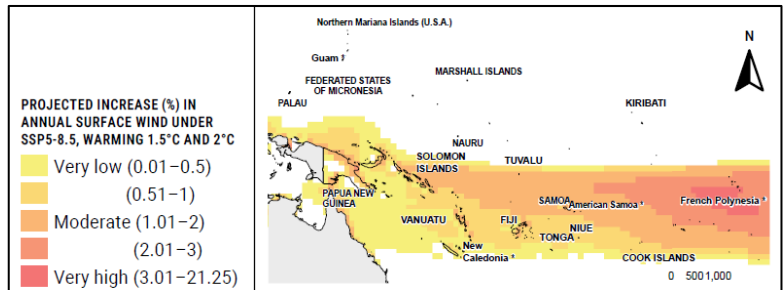 PROJECTED INCREASE (%) IN
ANNUAL SURFACE WIND UNDER
SSP5-8.5, WARMING 1.5°C AND 2°C
Very low (0.01–0.5)
(0.51–1)
Moderate (1.01–2)
(2.01–3)
Very high (3.01–21.25)
Northern Mariana Islands (U.S.A.)
N
Guam *
FEDERATED STATES
OF MICRONESIA
MARSHALL ISLANDS
PALAU
KIRIBATI
NAURU
SOLOMON
ISLANDS
TUVALU
PAPUA NEW
GUINEA
SAMOA
American Samoa *
French Polynesia *
VANUATU
FIJI
NIUE
TONGA
New
Caledonia *
COOK ISLANDS
0 5001,000